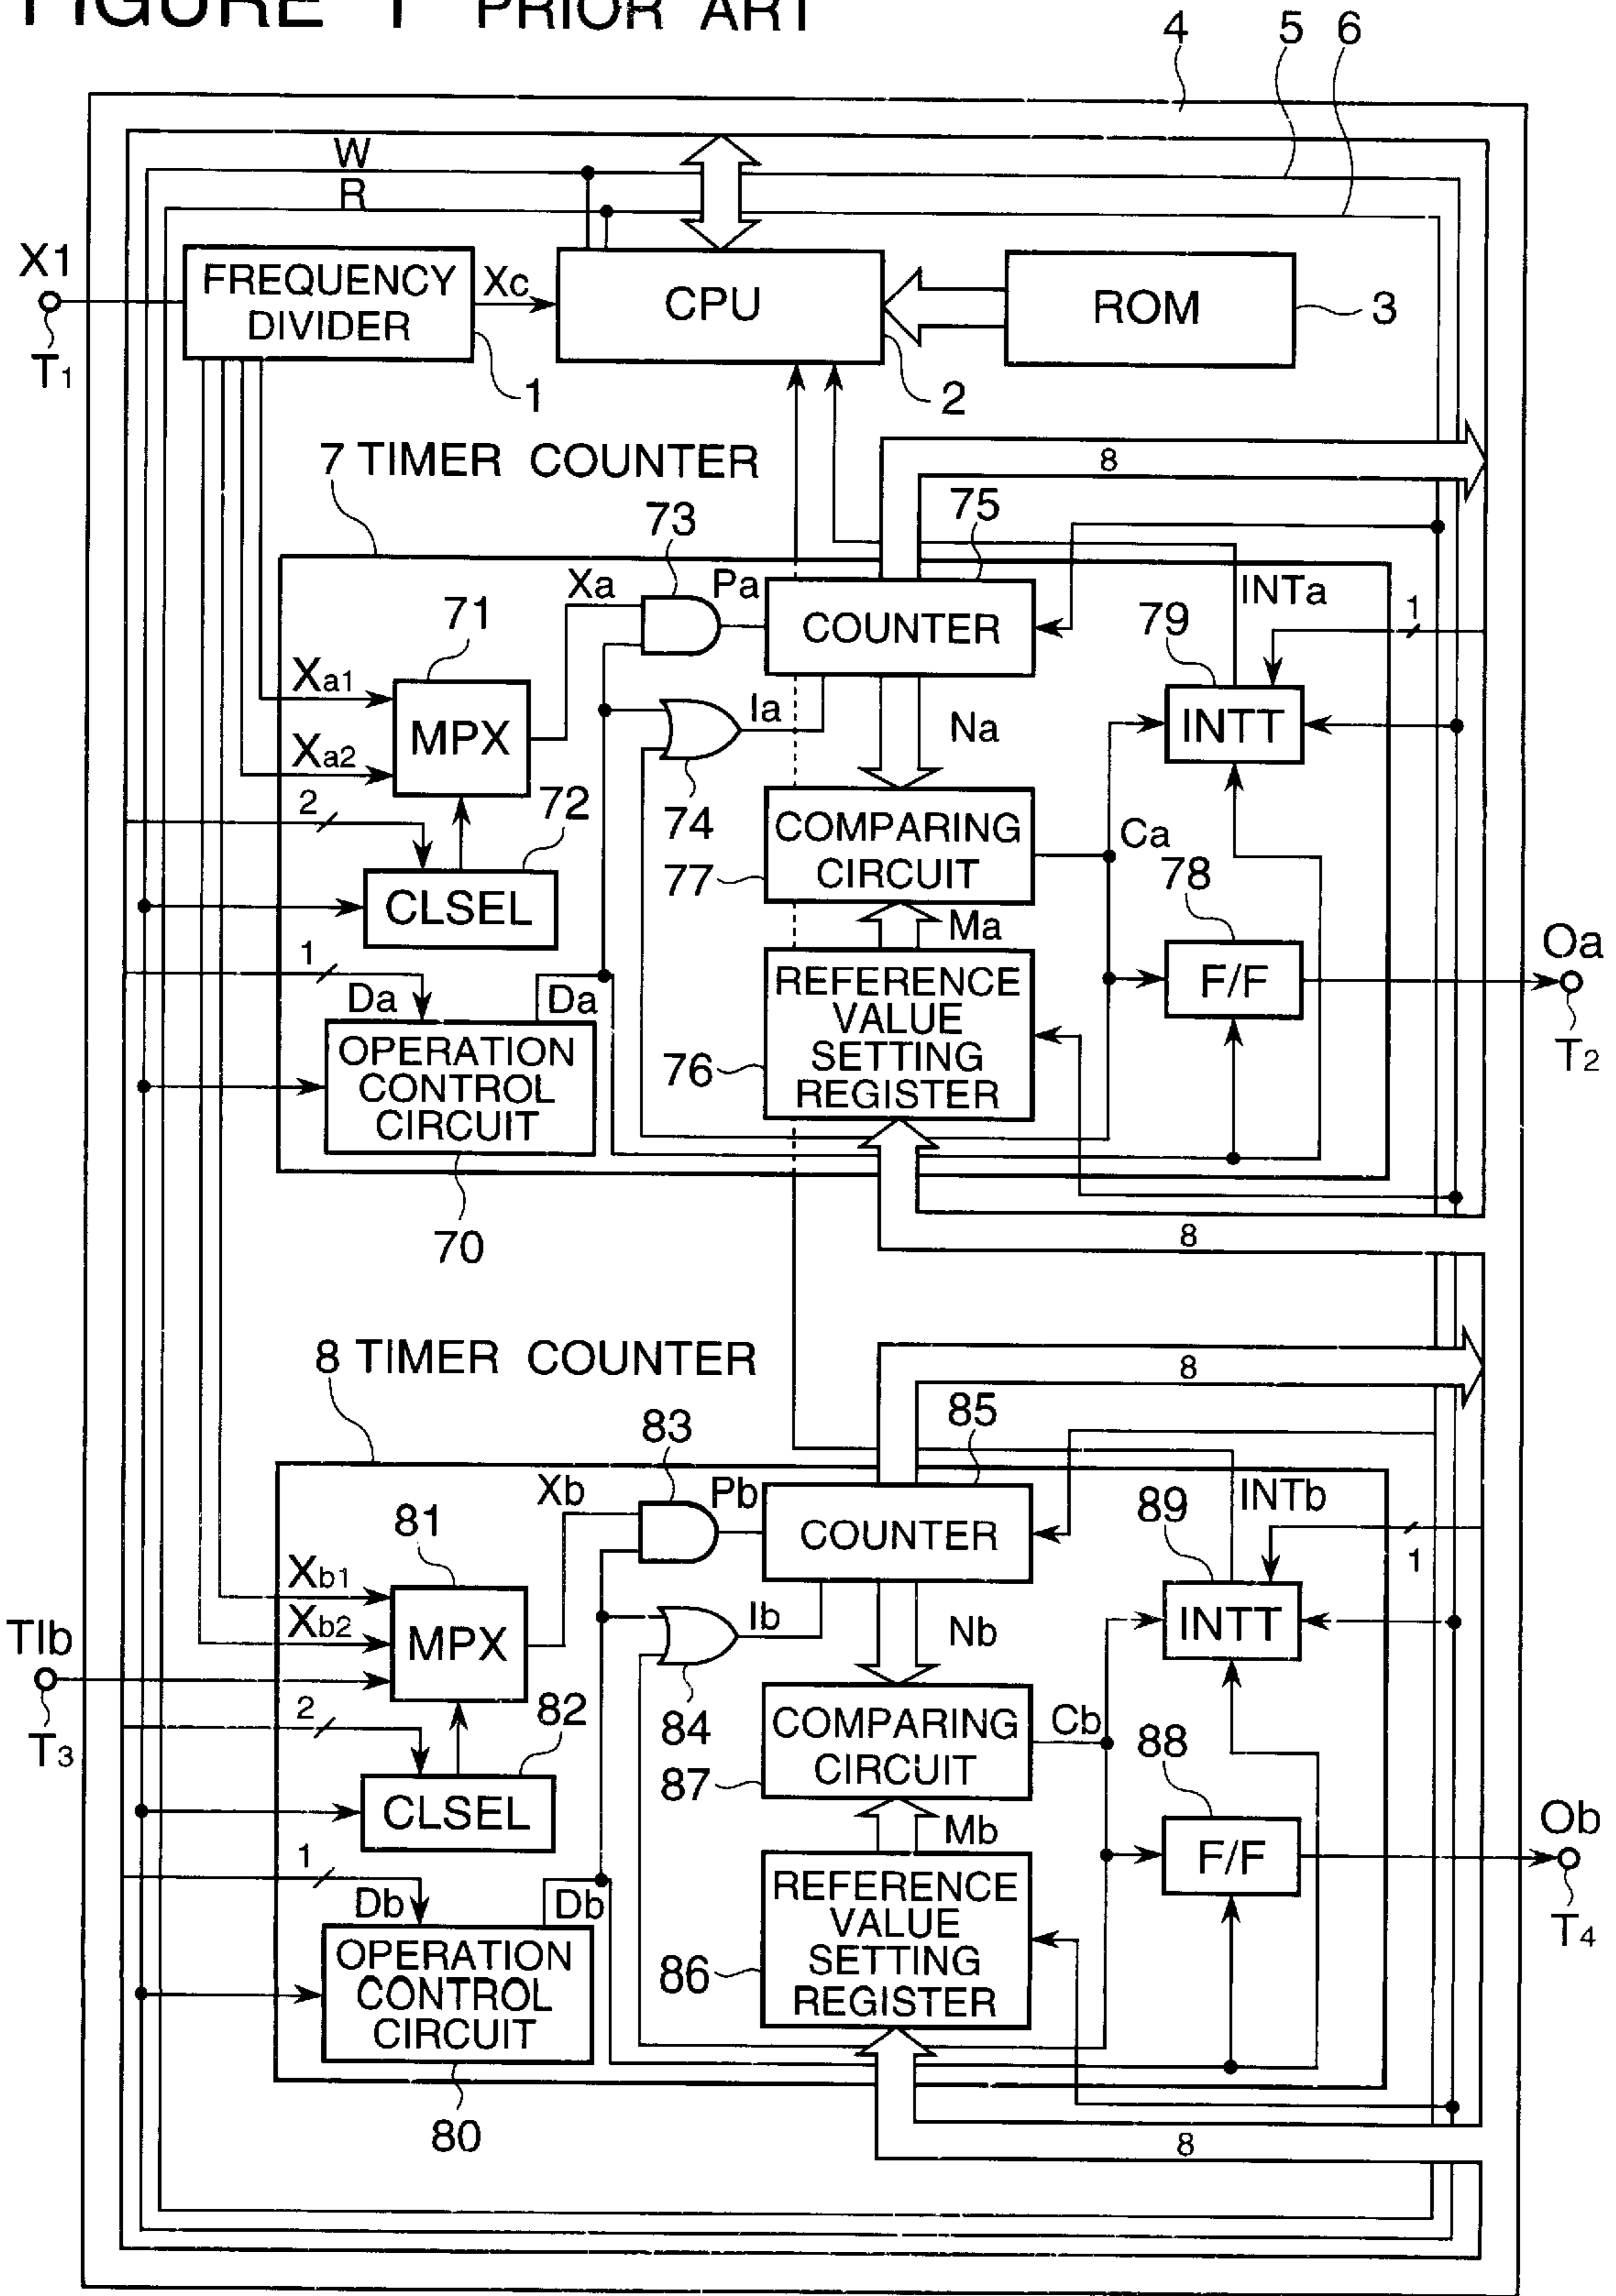 FIGURE 1 PRIOR ART
4 5 6
W
R
X1
T1
FREQUENCY
DIVIDER
1
Xc
CPU
2
ROM
3
7 TIMER COUNTER
8
73
75
Xa
Pa
COUNTER
INTa
1
71
79
Xa1
Xa2
MPX
Ia
Na
INTT
2
72
74
CLSEL
COMPARING
CIRCUIT
77
Ca
78
Ma
1
Da
Da
REFERENCE
VALUE
SETTING
REGISTER
76
F/F
Oa
T2
OPERATION
CONTROL
CIRCUIT
70
8
8 TIMER COUNTER
8
83
85
Xb
Pb
COUNTER
INTb
1
81
89
Xb1
Xb2
MPX
Ib
Nb
INTT
TIb
T3
2
82
84
CLSEL
COMPARING
CIRCUIT
87
Cb
88
Mb
1
Db
Db
REFERENCE
VALUE
SETTING
REGISTER
86
F/F
Ob
T4
OPERATION
CONTROL
CIRCUIT
80
8